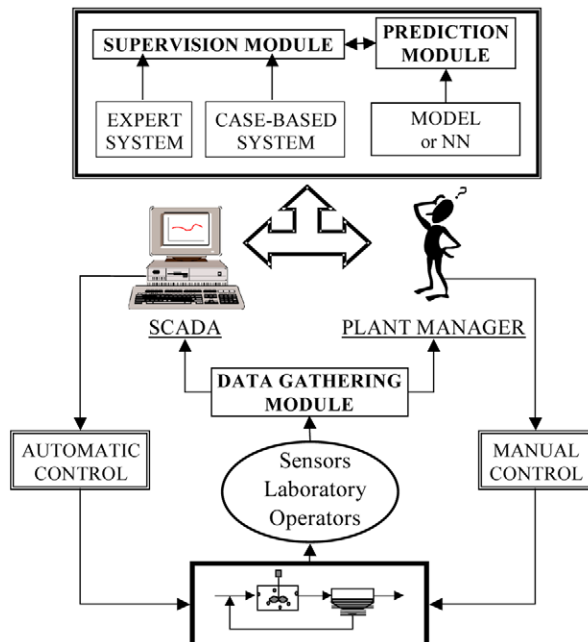 SUPERVISION MODULE
PREDICTION
MODULE
EXPERT
SYSTEM
CASE-BASED
SYSTEM
MODEL
or NN
?
SCADA
PLANT MANAGER
DATA GATHERING
MODULE
AUTOMATIC
CONTROL
Sensors
Laboratory
Operators
MANUAL
CONTROL